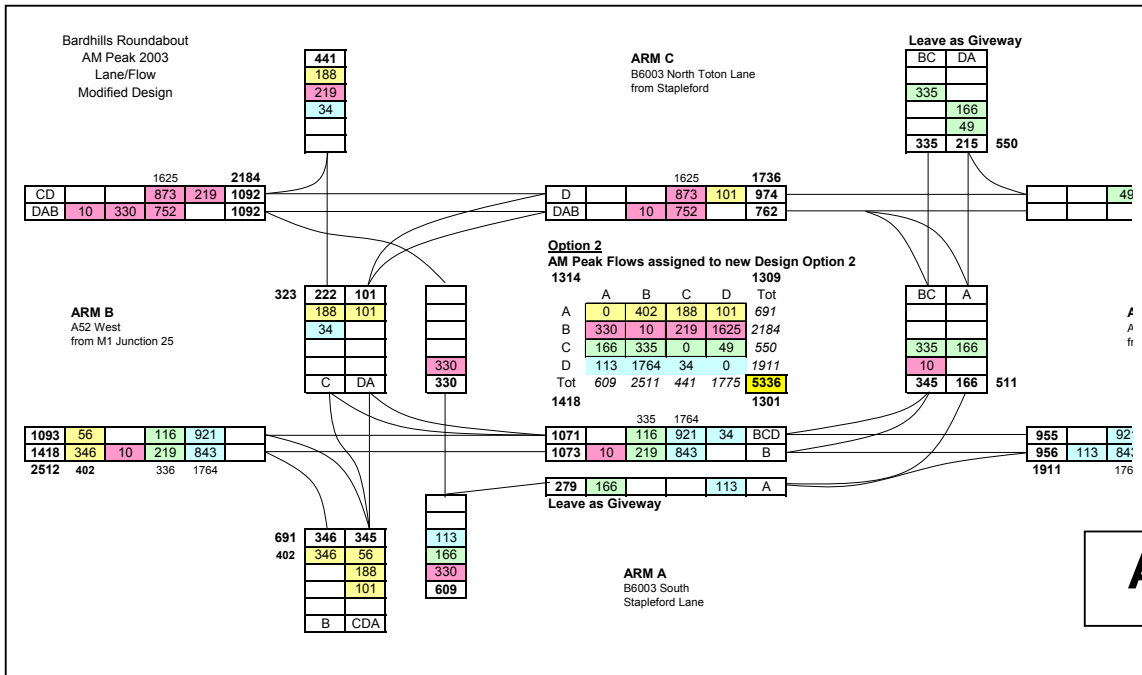 Bardhills Roundabout
AM Peak 2003
Lane/Flow
Modified Design
441
188
219
34
ARM C
B6003 North Toton Lane
from Stapleford
Leave as Giveway
BC DA
335
166
49
335 215 550
1625 2184
CD 873 219 1092
DAB 10 330 752 1092
1625 1736
D 873 101 974
DAB 10 752 762
49
Option 2
AM Peak Flows assigned to new Design Option 2
1314 1309
A B C D Tot
A 0 402 188 101 691
B 330 10 219 1625 2184
C 166 335 0 49 550
D 113 1764 34 0 1911
Tot 609 2511 441 1775 5336
1418 1301
323 222 101
188 101
34
C DA
330
330
ARM B
A52 West
from M1 Junction 25
BC A
335 166
10
345 166 511
1093 56 116 921
1418 346 10 219 843
2512 402 336 1764
335 1764
1071 116 921 34 BCD
1073 10 219 843 B
279 166 113 A
Leave as Giveway
955
956 113
1911
691 346 345
402 346 56
188
101
B CDA
113
166
330
609
ARM A
B6003 South
Stapleford Lane